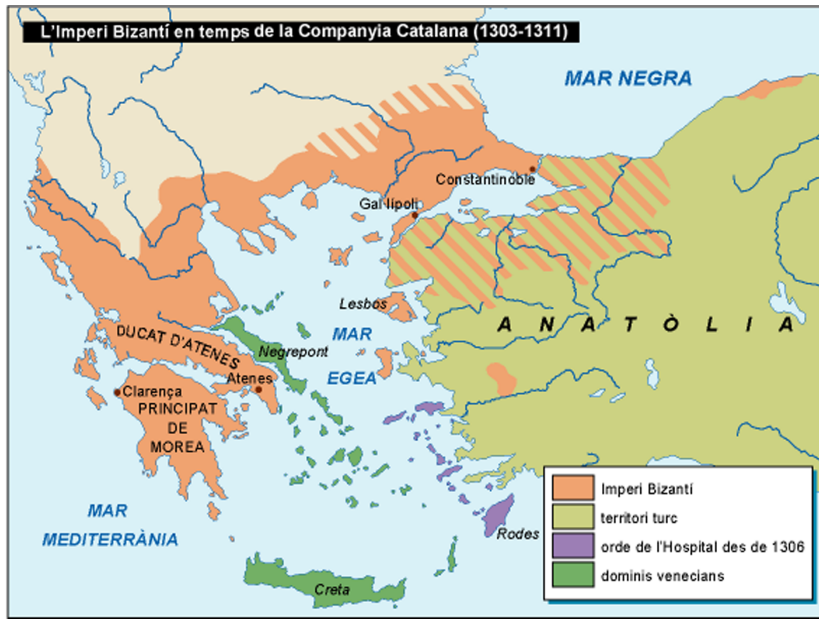 L'Imperi Bizantí en temps de la Companyia Catalana (1303-1311)
MAR NEGRA
Constantinoble
Gal·lípoli
Lesbos
MAR
EGEA
ANATÒLIA
DUCAT D'ATENES
Negrepont
Atenes
Clarença
PRINCIPAT
DE
MOREA
MAR
MEDITERRÀNIA
Rodes
Creta
Imperi Bizantí
territori turc
orde de l'Hospital des de 1306
dominis venecians